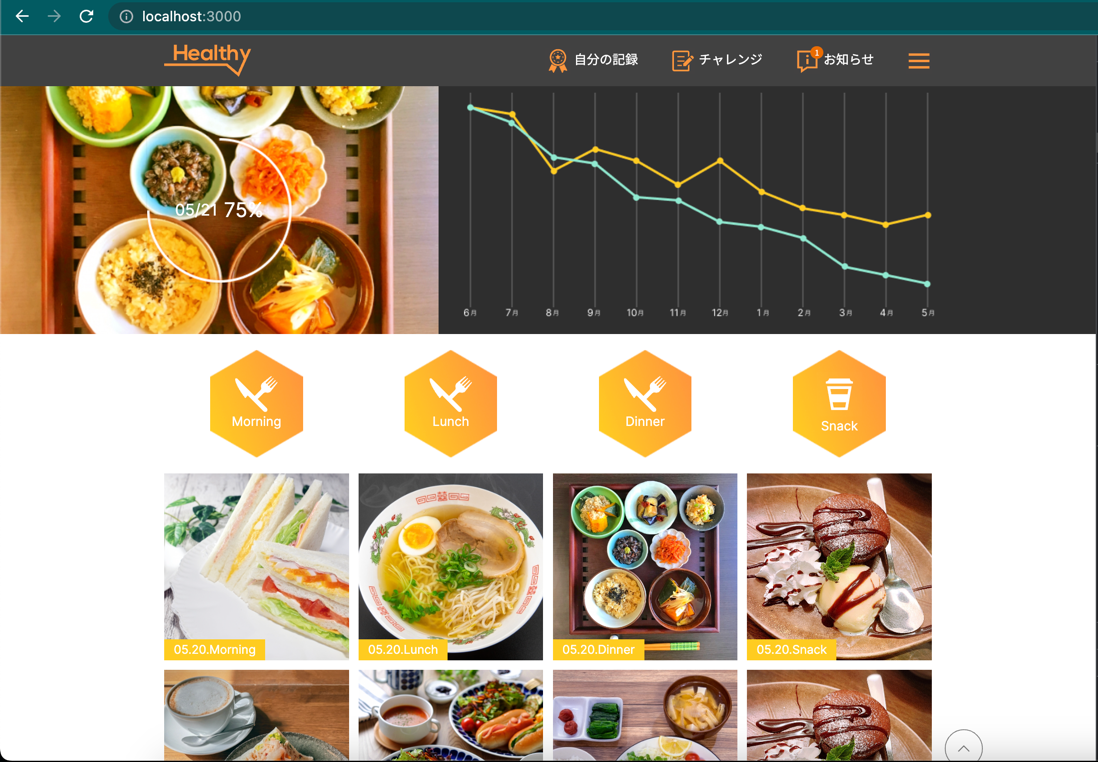 localhost:3000
Healthy
自分の記録
チャレンジ
1
お知らせ
05/21 75%
6月 7月 8月 9月 10月 11月 12月 1月 2月 3月 4月 5月
Morning Lunch Dinner Snack
05.20.Morning 05.20.Lunch 05.20.Dinner 05.20.Snack